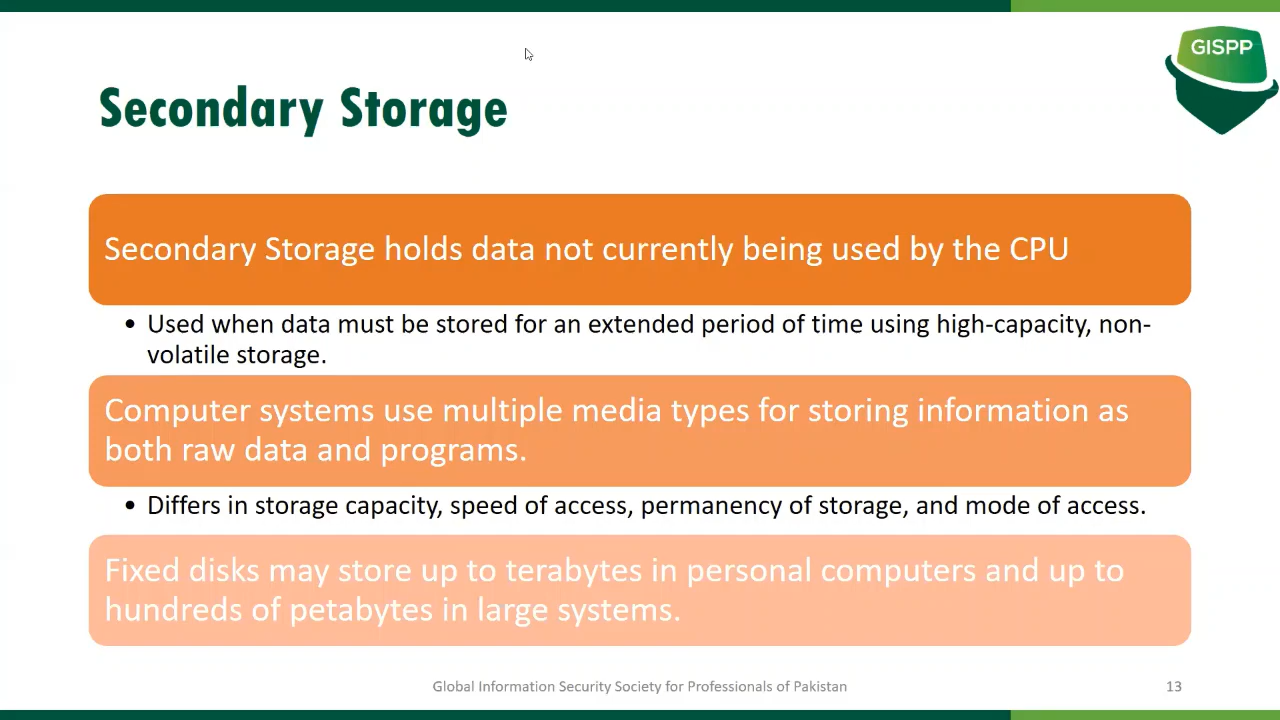 GISPP
Secondary Storage
Secondary Storage holds data not currently being used by the CPU
• Used when data must be stored for an extended period of time using high-capacity, non-
volatile storage.
Computer systems use multiple media types for storing information as
both raw data and programs.
• Differs in storage capacity, speed of access, permanency of storage, and mode of access.
Fixed disks may store up to terabytes in personal computers and up to
hundreds of petabytes in large systems.
Global Information Security Society for Professionals of Pakistan
13